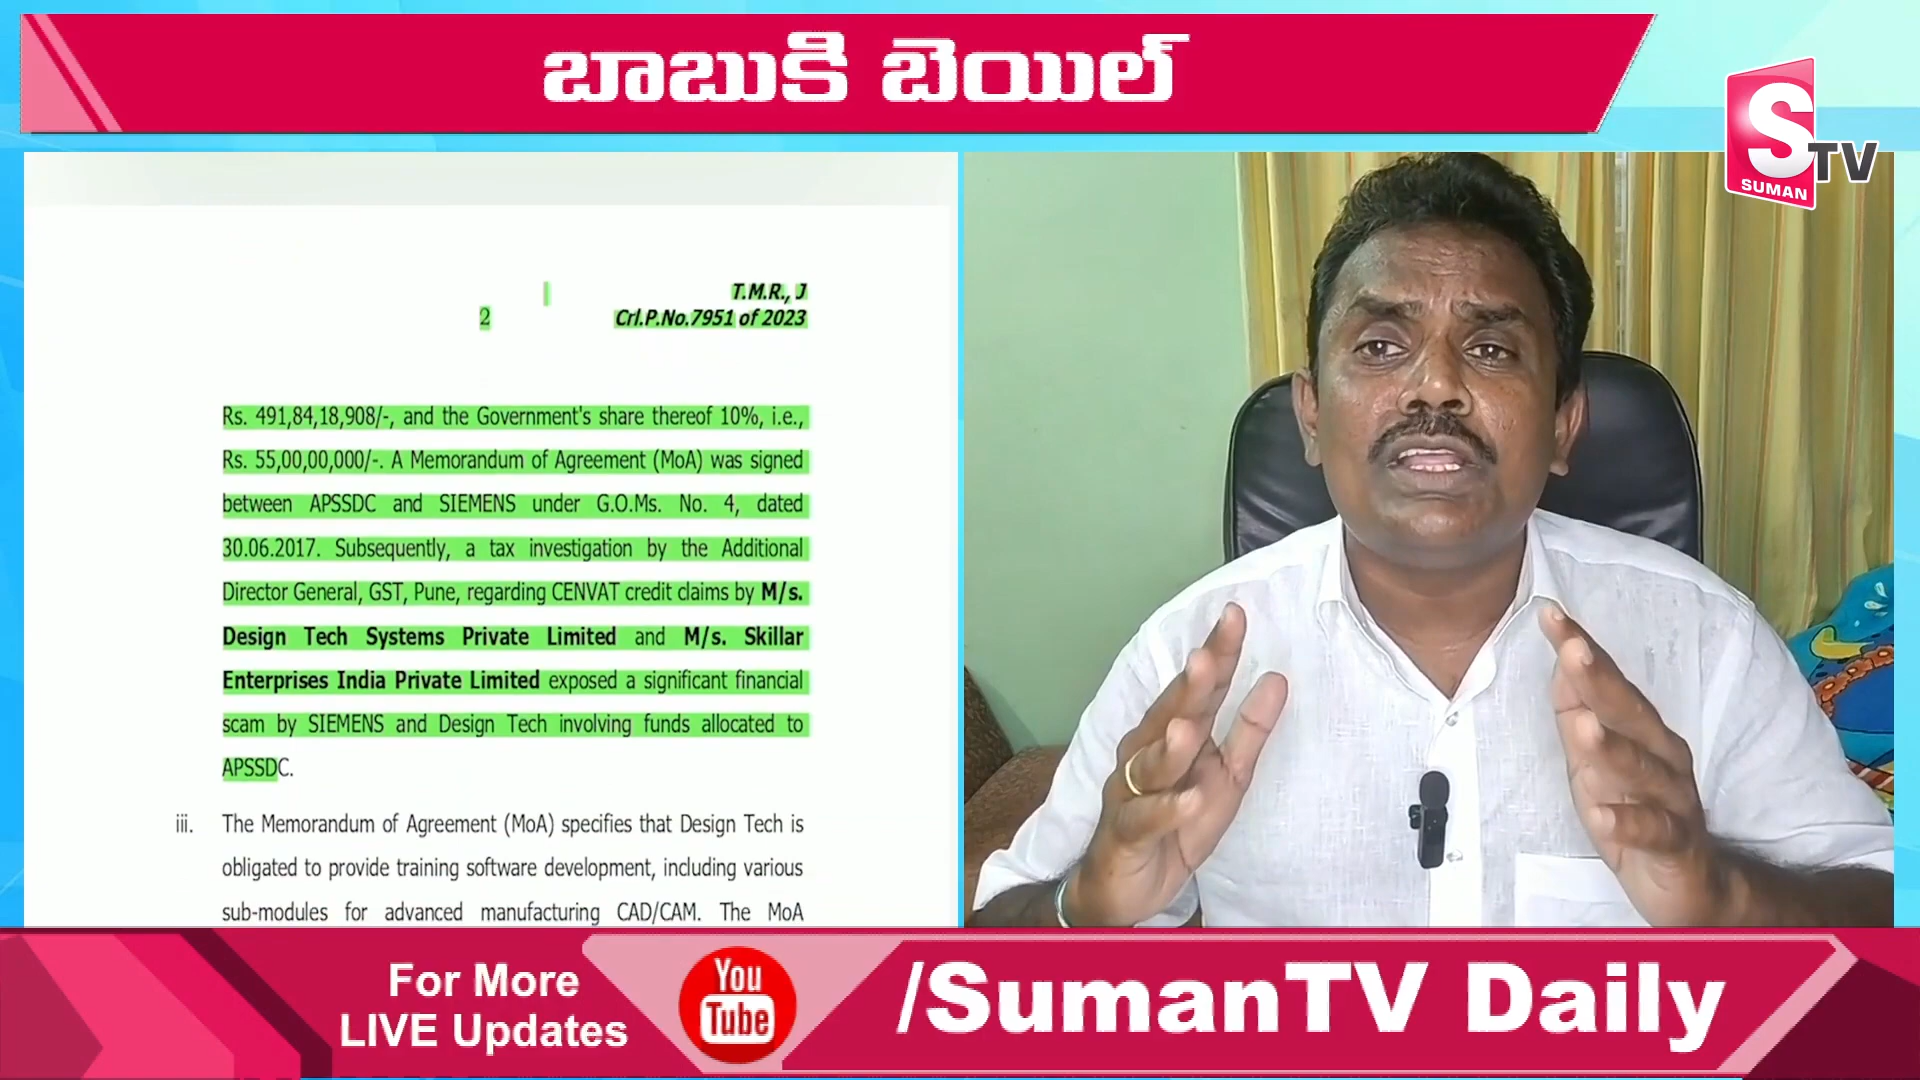 బాబుకి బెయిల్
S
TV
SUMAN
T.M.R., J
2 Crl.P.No.7951 of 2023
Rs. 491,84,18,908/-, and the Government's share thereof 10%, i.e.,
Rs. 55,00,00,000/-. A Memorandum of Agreement (MoA) was signed
between APSSDC and SIEMENS under G.O.Ms. No. 4, dated
30.06.2017. Subsequently, a tax investigation by the Additional
Director General, GST, Pune, regarding CENVAT credit claims by M/s.
Design Tech Systems Private Limited and M/s. Skillar
Enterprises India Private Limited exposed a significant financial
scam by SIEMENS and Design Tech involving funds allocated to
APSSDC.
iii. The Memorandum of Agreement (MoA) specifies that Design Tech is
obligated to provide training software development, including various
sub-modules for advanced manufacturing CAD/CAM. The MoA
For More
LIVE Updates
You
Tube
/SumanTV Daily